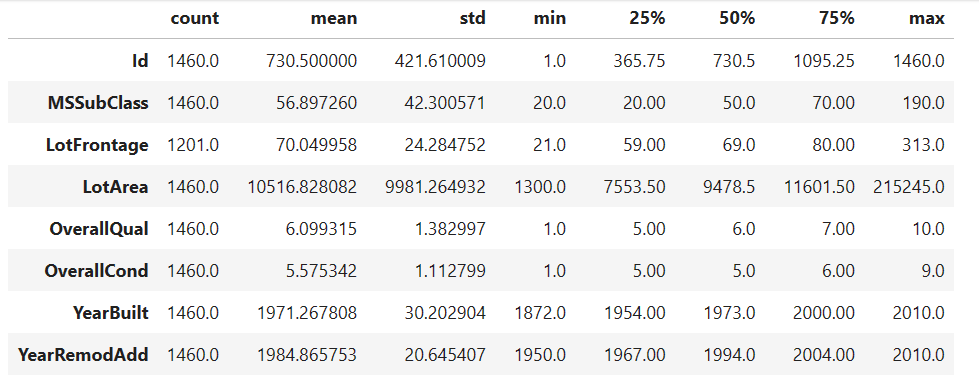 count mean std min 25% 50% 75% max
Id 1460.0 730.500000 421.610009 1.0 365.75 730.5 1095.25 1460.0
MSSubClass 1460.0 56.897260 42.300571 20.0 20.00 50.0 70.00 190.0
LotFrontage 1201.0 70.049958 24.284752 21.0 59.00 69.0 80.00 313.0
LotArea 1460.0 10516.828082 9981.264932 1300.0 7553.50 9478.5 11601.50 215245.0
OverallQual 1460.0 6.099315 1.382997 1.0 5.00 6.0 7.00 10.0
OverallCond 1460.0 5.575342 1.112799 1.0 5.00 5.0 6.00 9.0
YearBuilt 1460.0 1971.267808 30.202904 1872.0 1954.00 1973.0 2000.00 2010.0
YearRemodAdd 1460.0 1984.865753 20.645407 1950.0 1967.00 1994.0 2004.00 2010.0